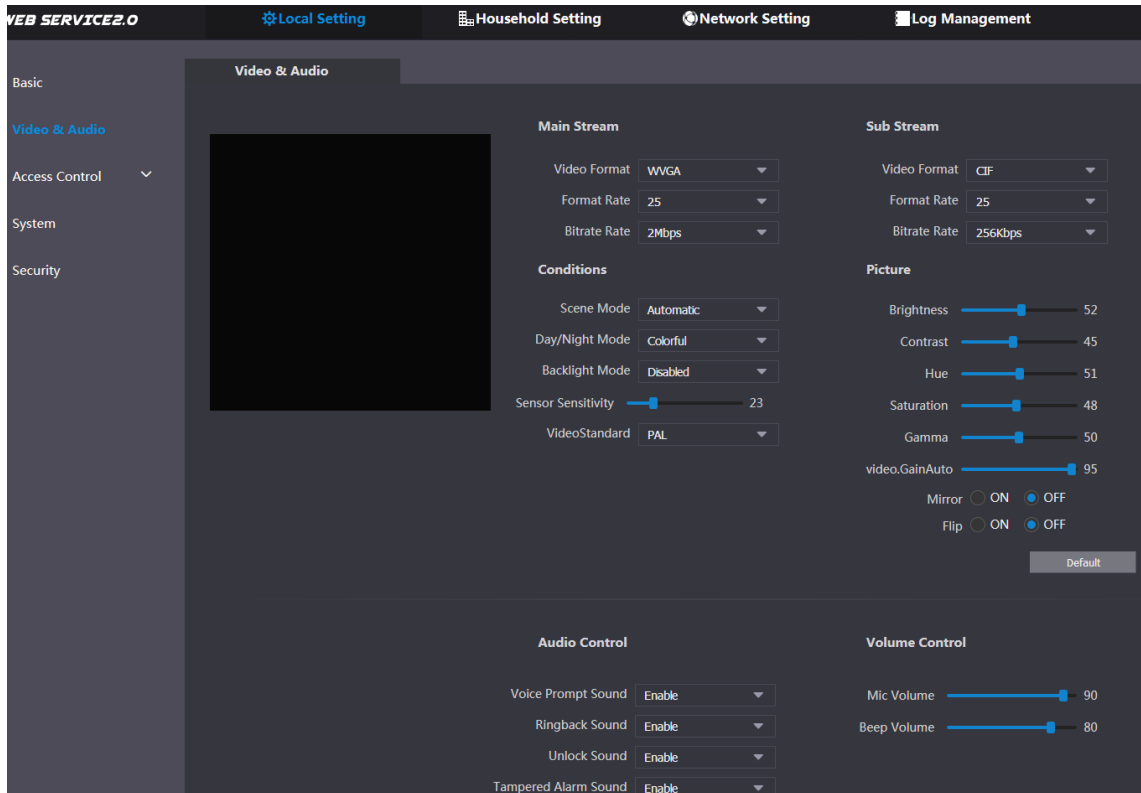 WEB SERVICE2.0
Local Setting
Household Setting
Network Setting
Log Management
Basic
Video & Audio
Access Control
System
Security
Video & Audio
Main Stream
Video Format WVGA
Format Rate 25
Bitrate Rate 2Mbps
Conditions
Scene Mode Automatic
Day/Night Mode Colorful
Backlight Mode Disabled
Sensor Sensitivity 23
VideoStandard PAL
Sub Stream
Video Format CIF
Format Rate 25
Bitrate Rate 256Kbps
Picture
Brightness 52
Contrast 45
Hue 51
Saturation 48
Gamma 50
video.GainAuto 95
Mirror ON OFF
Flip ON OFF
Default
Audio Control
Voice Prompt Sound Enable
Ringback Sound Enable
Unlock Sound Enable
Tampered Alarm Sound Enable
Volume Control
Mic Volume 90
Beep Volume 80